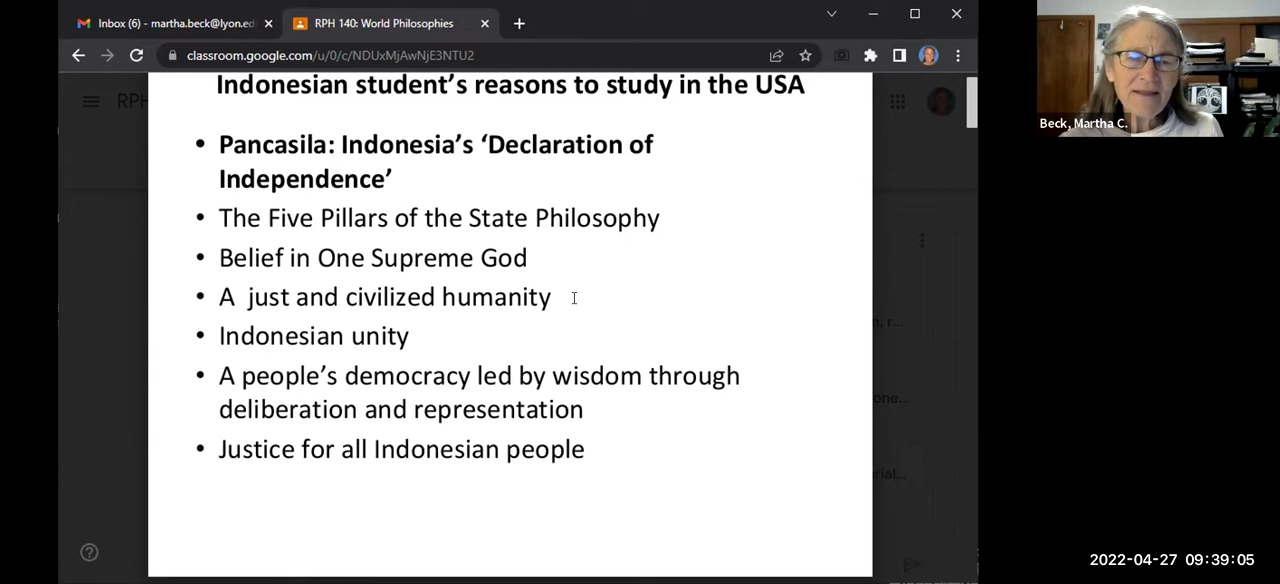 Inbox (6) - martha.beck@lyon.ed
RPH 140: World Philosophies
classroom.google.com/u/0/c/NDUxMjAwNjE3NTU2
Beck, Martha C.
RPH
Indonesian student’s reasons to study in the USA
• Pancasila: Indonesia’s ‘Declaration of
Independence’
• The Five Pillars of the State Philosophy
• Belief in One Supreme God
• A  just and civilized humanity
• Indonesian unity
• A people’s democracy led by wisdom through
deliberation and representation
• Justice for all Indonesian people
2022-04-27 09:39:05